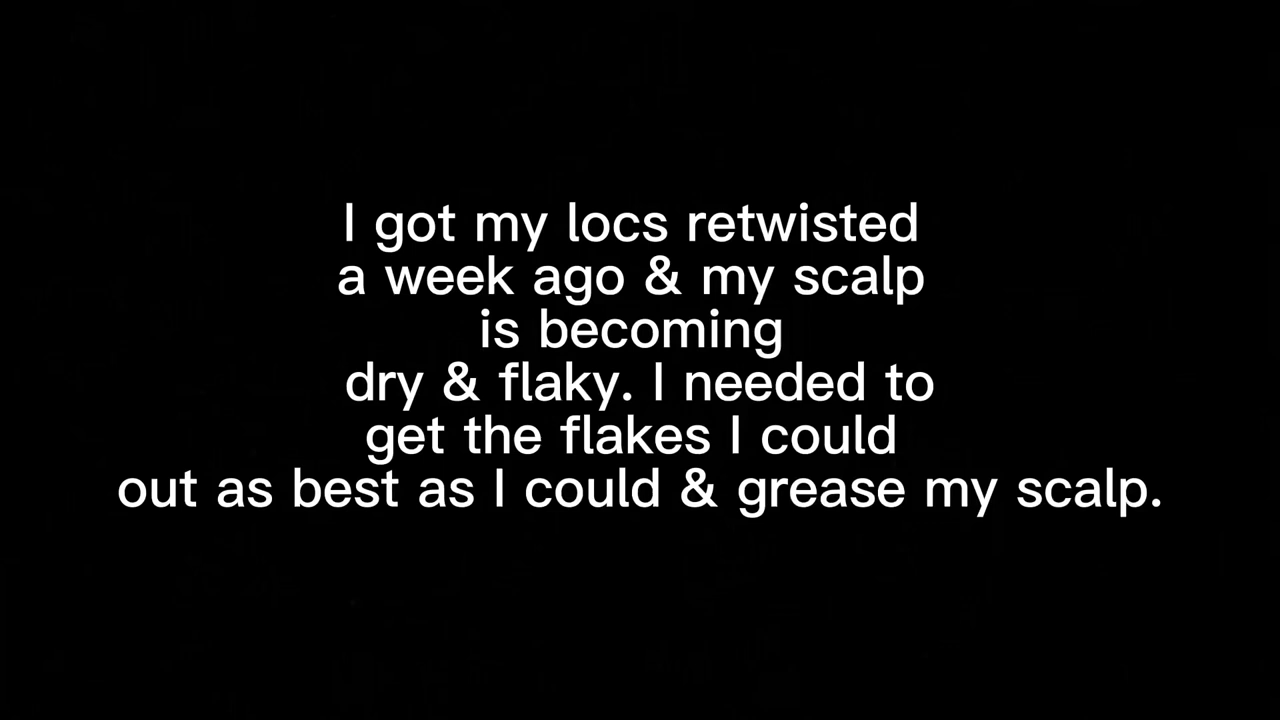 I got my locs retwisted
a week ago & my scalp
is becoming
dry & flaky. I needed to
get the flakes I could
out as best as I could & grease my scalp.